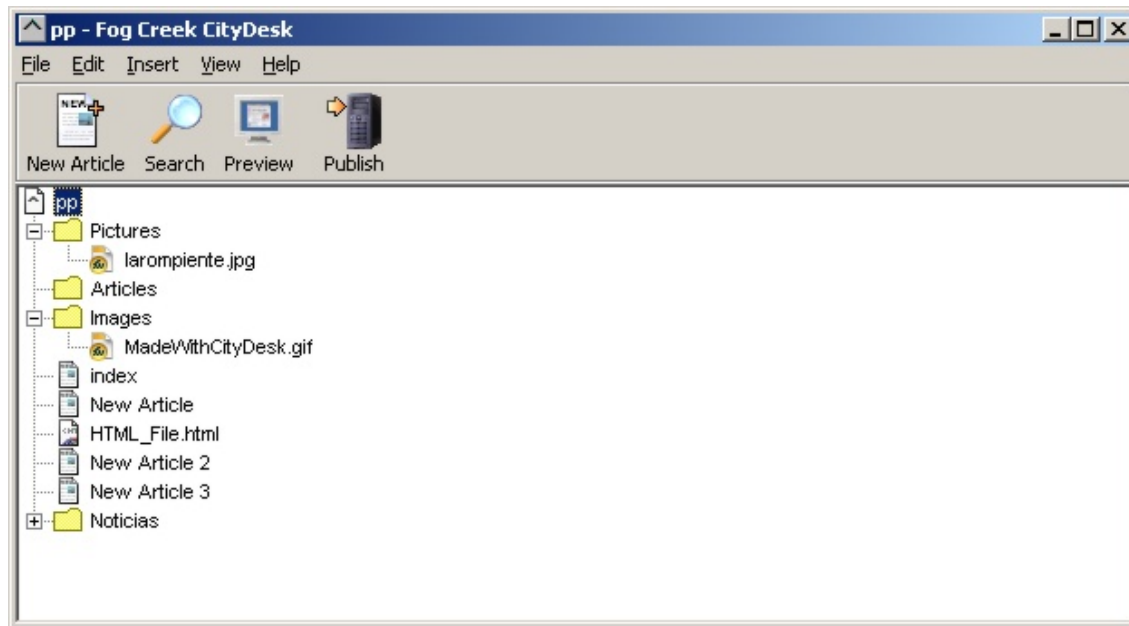 pp - Fog Creek CityDesk
File Edit Insert View Help
New Article Search Preview Publish
pp
Pictures
larompiente.jpg
Articles
Images
MadeWithCityDesk.gif
index
New Article
HTML_File.html
New Article 2
New Article 3
Noticias